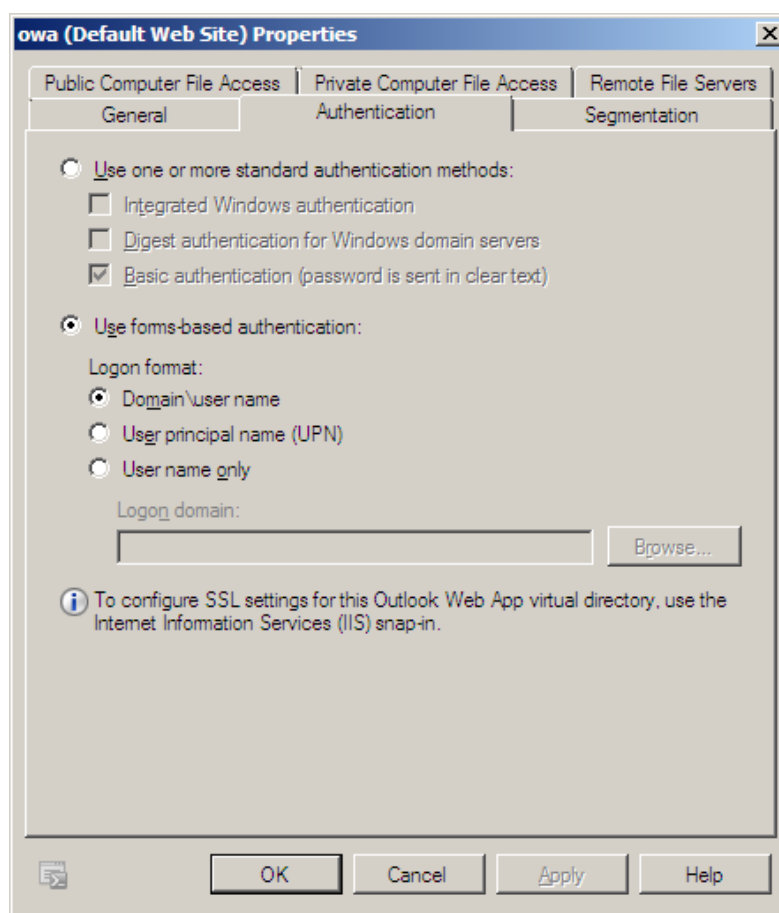 owa (Default Web Site) Properties
Public Computer File Access
Private Computer File Access
Remote File Servers
General
Authentication
Segmentation
Use one or more standard authentication methods:
Integrated Windows authentication
Digest authentication for Windows domain servers
Basic authentication (password is sent in clear text)
Use forms-based authentication:
Logon format:
Domain\user name
User principal name (UPN)
User name only
Logon domain:
Browse...
To configure SSL settings for this Outlook Web App virtual directory, use the
Internet Information Services (IIS) snap-in.
OK
Cancel
Apply
Help